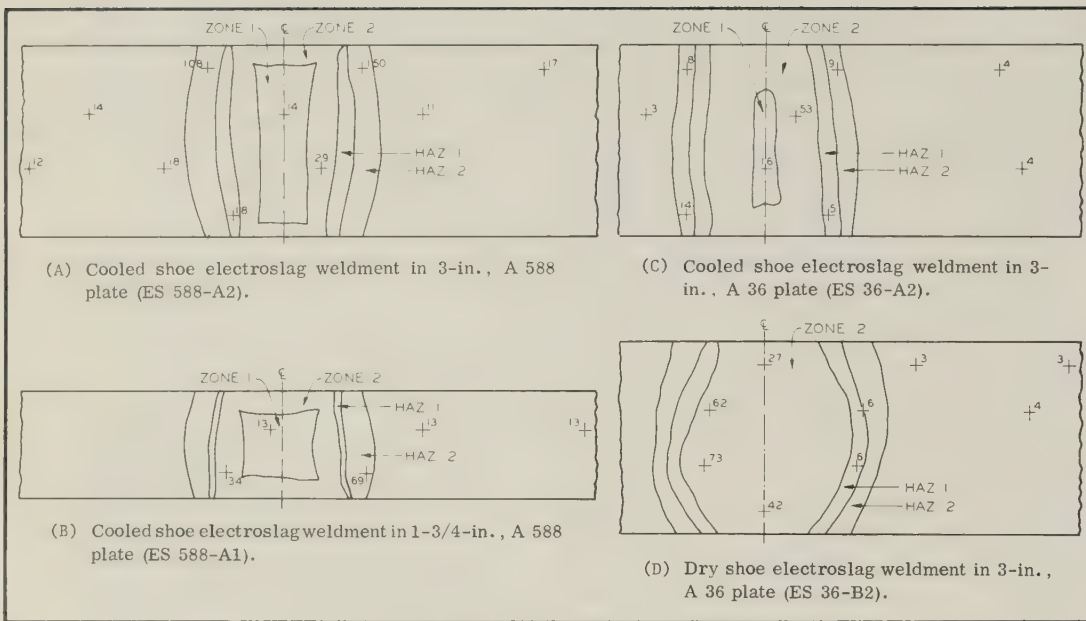 ZONE 1
℄
ZONE 2
108
150
17
14
14
11
12
18
29
HAZ 1
HAZ 2
(A) Cooled shoe electroslag weldment in 3-in., A 588
plate (ES 588-A2).
ZONE 1
℄
ZONE 2
HAZ 1
13
13
13
HAZ 2
34
69
(B) Cooled shoe electroslag weldment in 1-3/4-in., A 588
plate (ES 588-A1).
ZONE 1
℄
ZONE 2
8
9
4
3
53
HAZ 1
HAZ 2
16
4
14
5
(C) Cooled shoe electroslag weldment in 3-
in., A 36 plate (ES 36-A2).
℄
ZONE 2
27
3
3
62
6
4
73
6
HAZ 1
42
HAZ 2
(D) Dry shoe electroslag weldment in 3-in.,
A 36 plate (ES 36-B2).